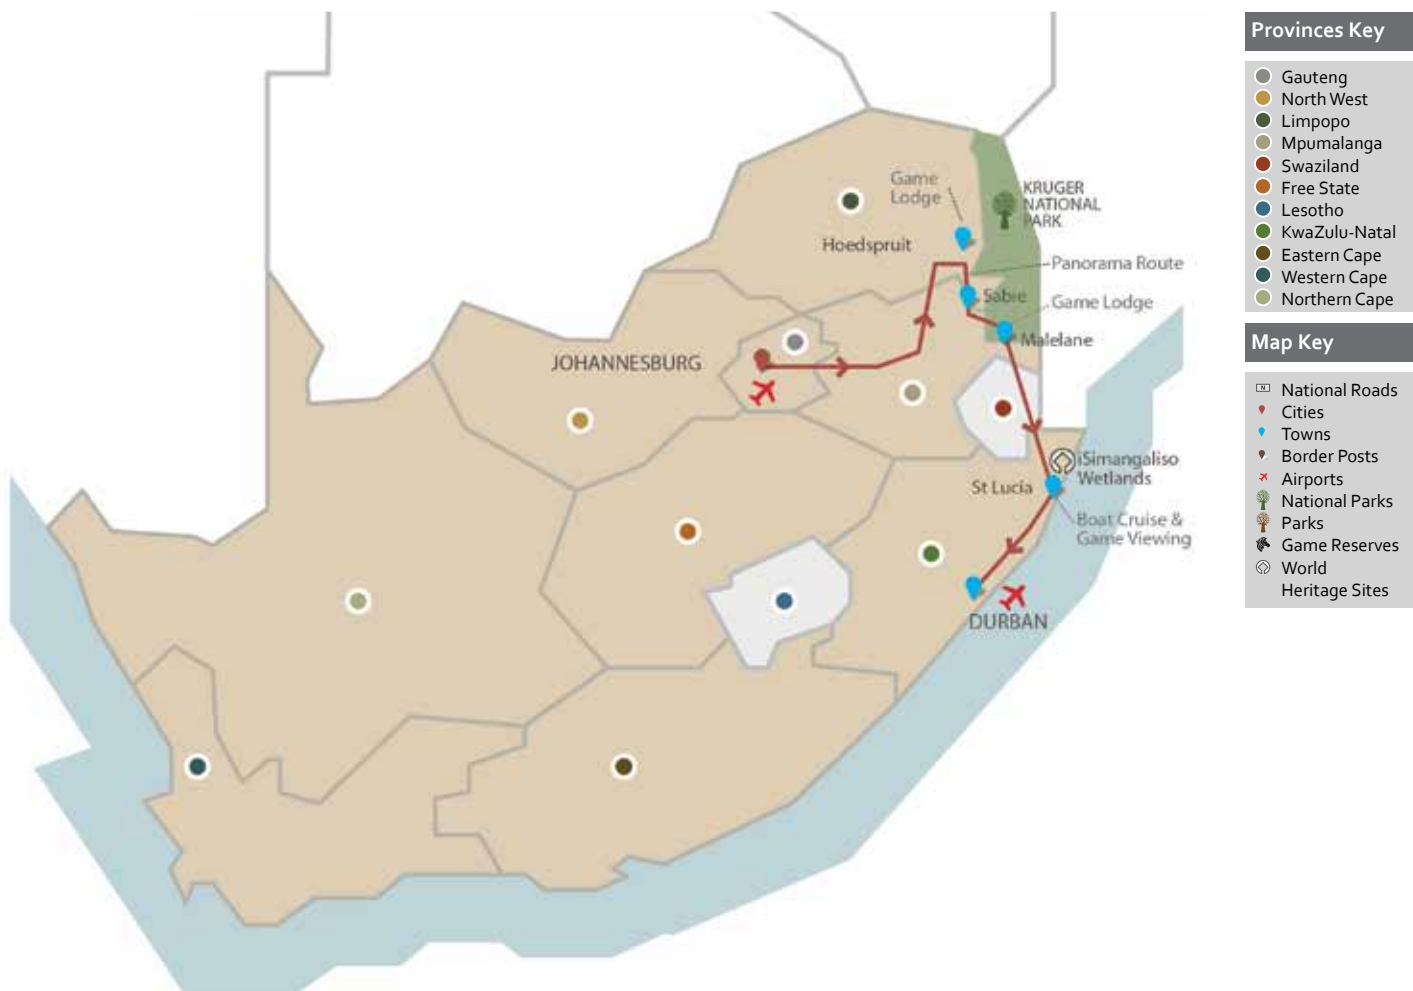 Game
Lodge
KRUGER
NATIONAL
PARK
Hoedspruit
Panorama Route
Sabie
Game Lodge
Malelane
JOHANNESBURG
iSimangaliso
Wetlands
St Lucia
Boat Cruise &
Game Viewing
DURBAN
Provinces Key
Gauteng
North West
Limpopo
Mpumalanga
Swaziland
Free State
Lesotho
KwaZulu-Natal
Eastern Cape
Western Cape
Northern Cape
Map Key
N National Roads
Cities
Towns
Border Posts
Airports
National Parks
Parks
Game Reserves
World
Heritage Sites